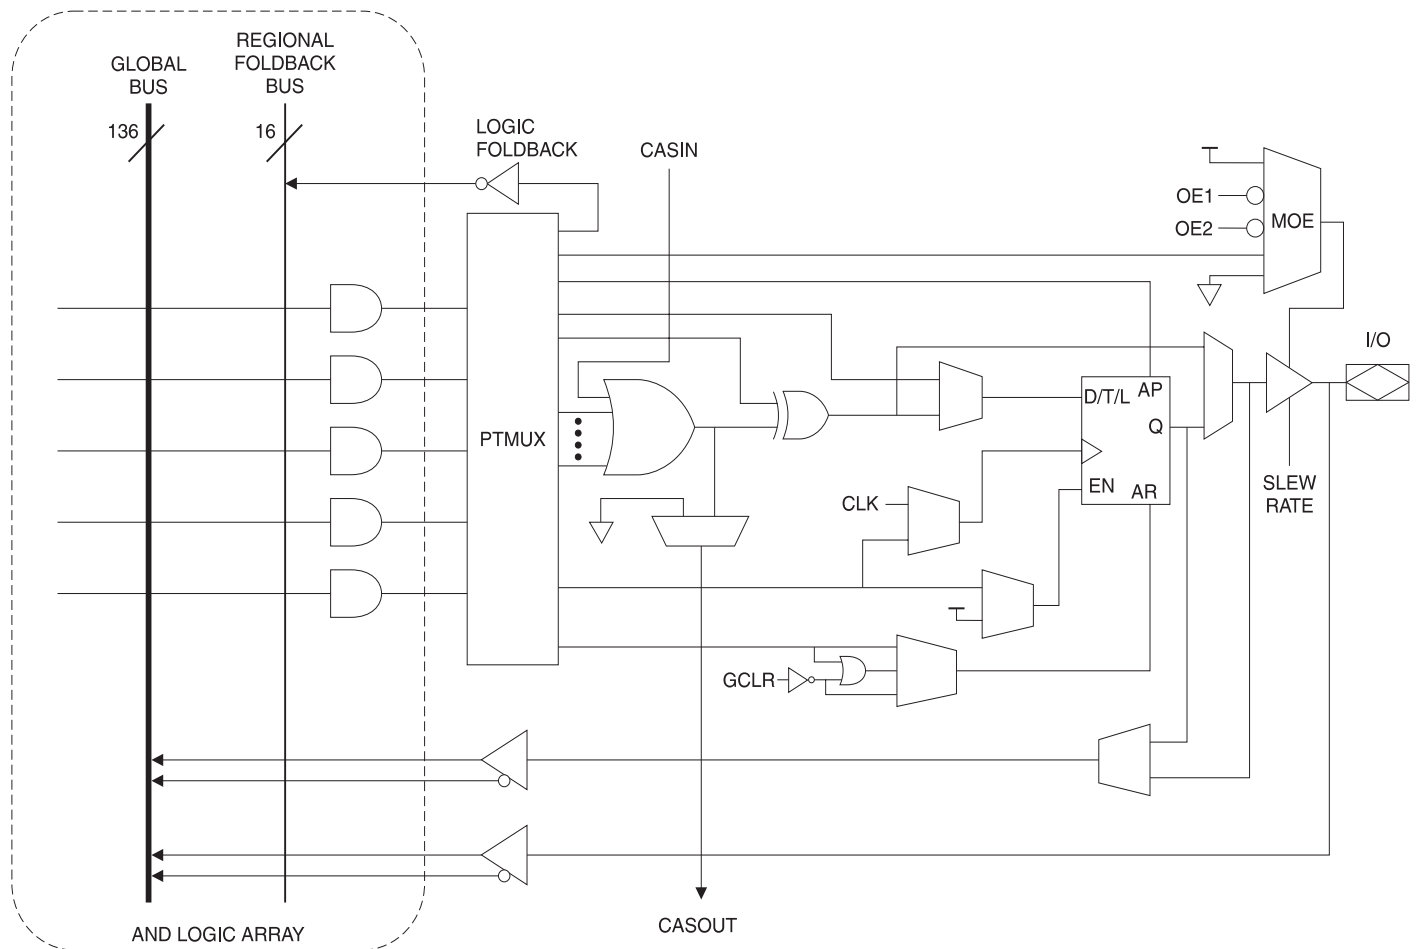 REGIONAL
FOLDBACK
BUS
GLOBAL
BUS
136
16
LOGIC
FOLDBACK
CASIN
OE1
OE2
MOE
I/O
PTMUX
D/T/L
AP
Q
EN
AR
CLK
SLEW
RATE
GCLR
CASOUT
AND LOGIC ARRAY